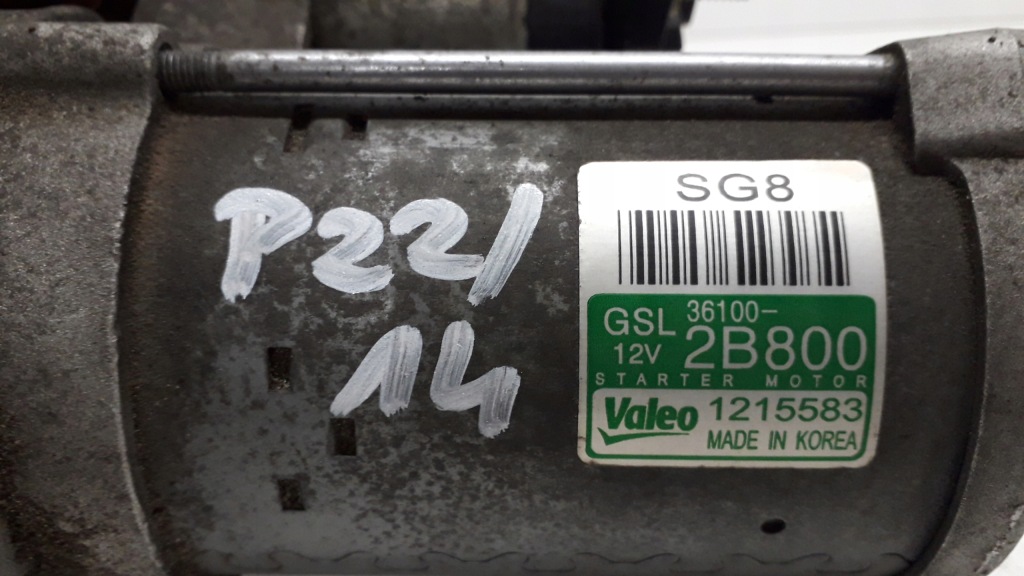 P22/
14
SG8
GSL 36100-
12V 2B800
STARTER MOTOR
Valeo 1215583
MADE IN KOREA